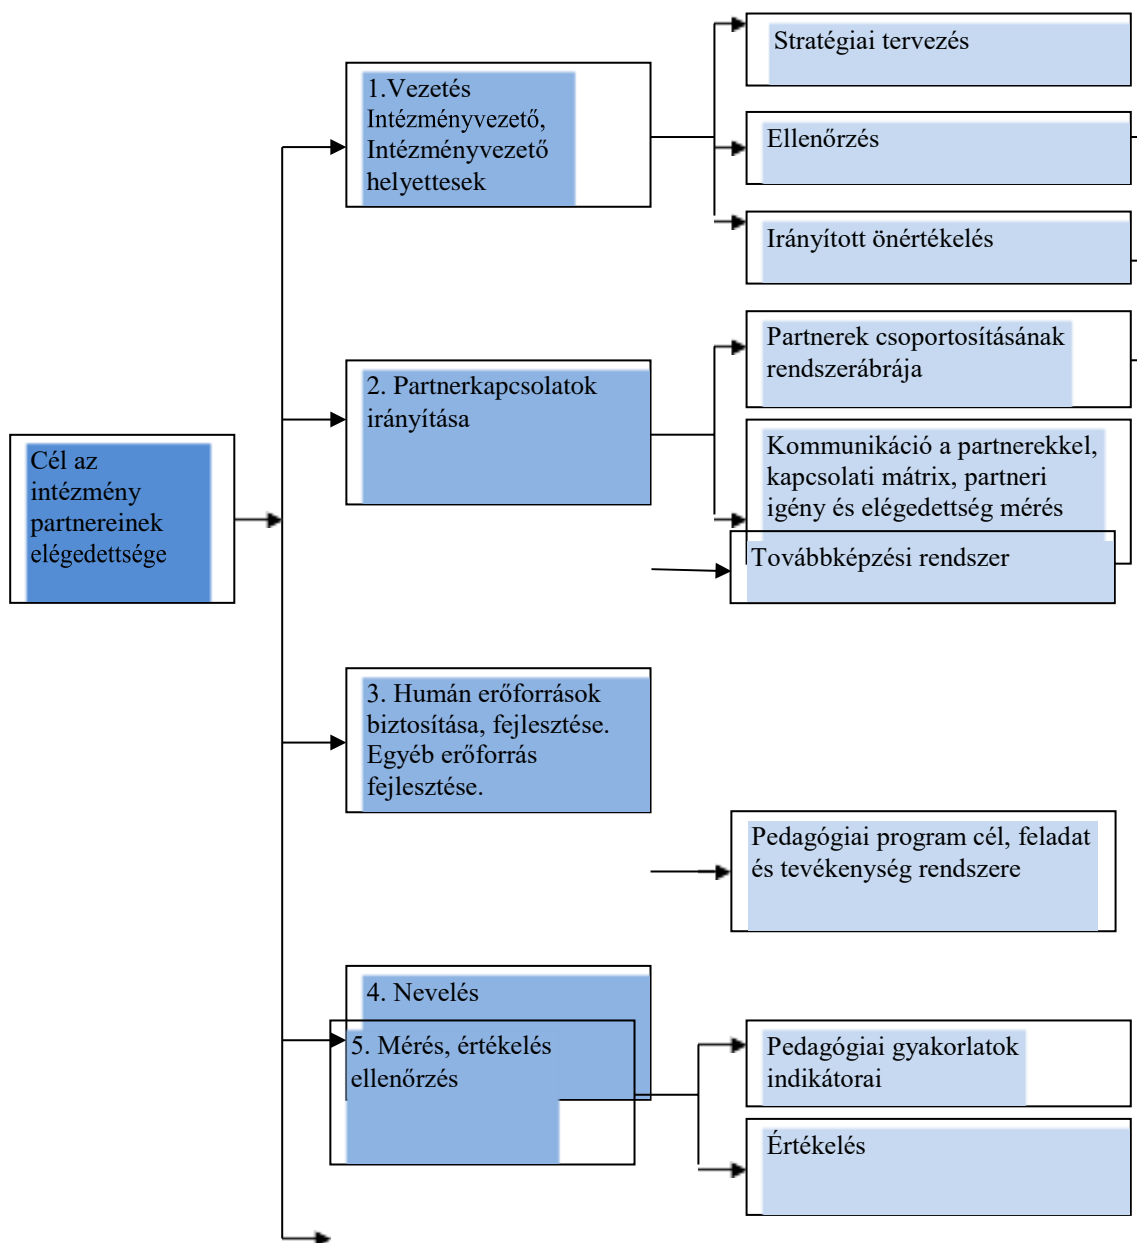 Cél az
intézmény
partnereinek
elégedettsége
1.Vezetés
Intézményvezető,
Intézményvezető
helyettesek
Stratégiai tervezés
Ellenőrzés
Irányított önértékelés
2. Partnerkapcsolatok
irányítása
Partnerek csoportosításának
rendszerábrája
Kommunikáció a partnerekkel,
kapcsolati mátrix, partneri
igény és elégedettség mérés
Továbbképzési rendszer
3. Humán erőforrások
biztosítása, fejlesztése.
Egyéb erőforrás
fejlesztése.
Pedagógiai program cél, feladat
és tevékenység rendszere
4. Nevelés
5. Mérés, értékelés
ellenőrzés
Pedagógiai gyakorlatok
indikátorai
Értékelés